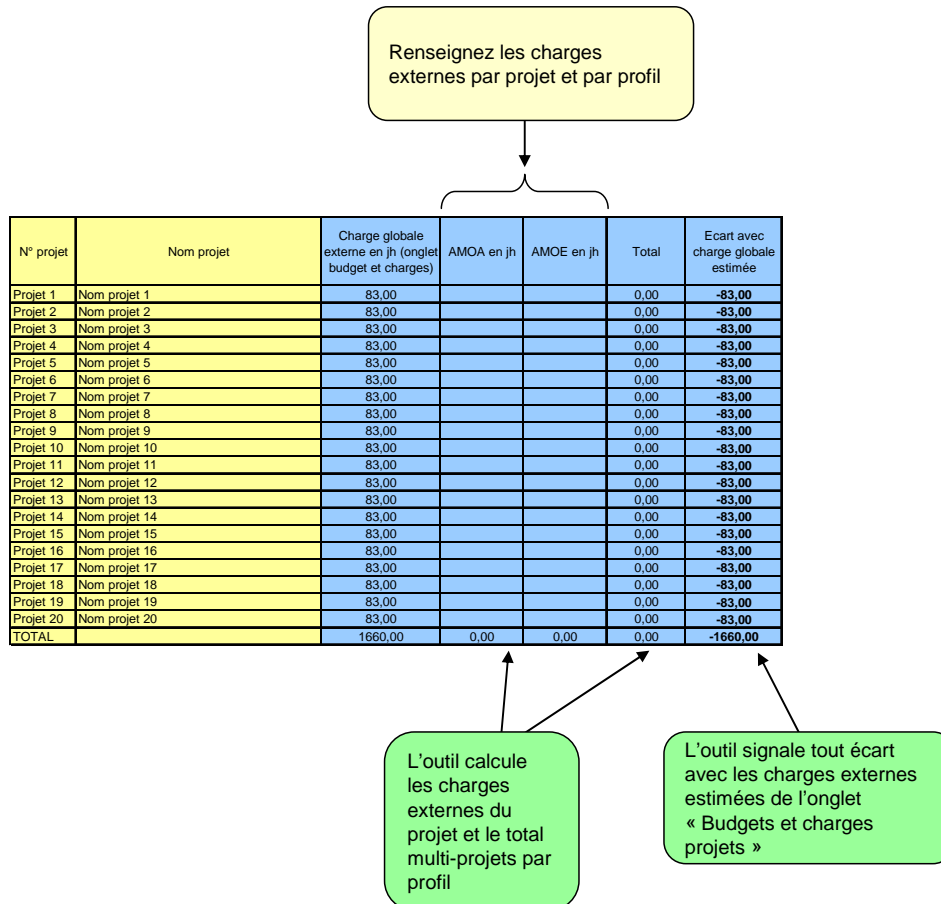 Renseignez les charges
externes par projet et par profil
N° projet Nom projet Charge globale externe en jh (onglet budget et charges) AMOA en jh AMOE en jh Total Ecart avec charge globale estimée
Projet 1 Nom projet 1 83,00 0,00 -83,00
Projet 2 Nom projet 2 83,00 0,00 -83,00
Projet 3 Nom projet 3 83,00 0,00 -83,00
Projet 4 Nom projet 4 83,00 0,00 -83,00
Projet 5 Nom projet 5 83,00 0,00 -83,00
Projet 6 Nom projet 6 83,00 0,00 -83,00
Projet 7 Nom projet 7 83,00 0,00 -83,00
Projet 8 Nom projet 8 83,00 0,00 -83,00
Projet 9 Nom projet 9 83,00 0,00 -83,00
Projet 10 Nom projet 10 83,00 0,00 -83,00
Projet 11 Nom projet 11 83,00 0,00 -83,00
Projet 12 Nom projet 12 83,00 0,00 -83,00
Projet 13 Nom projet 13 83,00 0,00 -83,00
Projet 14 Nom projet 14 83,00 0,00 -83,00
Projet 15 Nom projet 15 83,00 0,00 -83,00
Projet 16 Nom projet 16 83,00 0,00 -83,00
Projet 17 Nom projet 17 83,00 0,00 -83,00
Projet 18 Nom projet 18 83,00 0,00 -83,00
Projet 19 Nom projet 19 83,00 0,00 -83,00
Projet 20 Nom projet 20 83,00 0,00 -83,00
TOTAL 1660,00 0,00 0,00 0,00 -1660,00
L'outil calcule
les charges
externes du
projet et le total
multi-projets par
profil
L'outil signale tout écart
avec les charges externes
estimées de l'onglet
« Budgets et charges
projets »